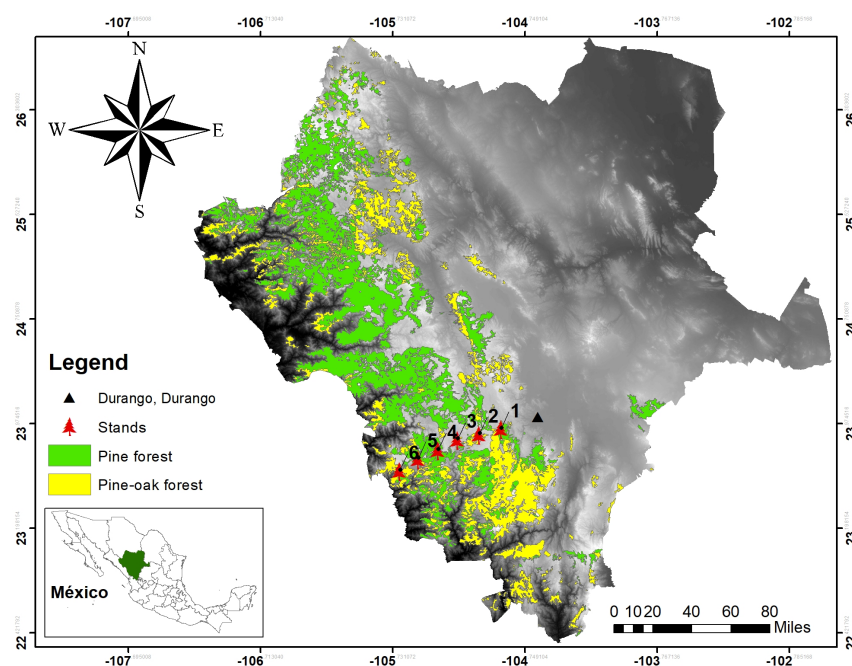 -107 -106 -105 -104 -103 -102
N
W E
S
26 26
25 25
24 24
23 23
23 23
22 22
1
2
3
4
5
6
Legend
Durango, Durango
Stands
Pine forest
Pine-oak forest
México
0 10 20 40 60 80
Miles
-107 -106 -105 -104 -103 -102